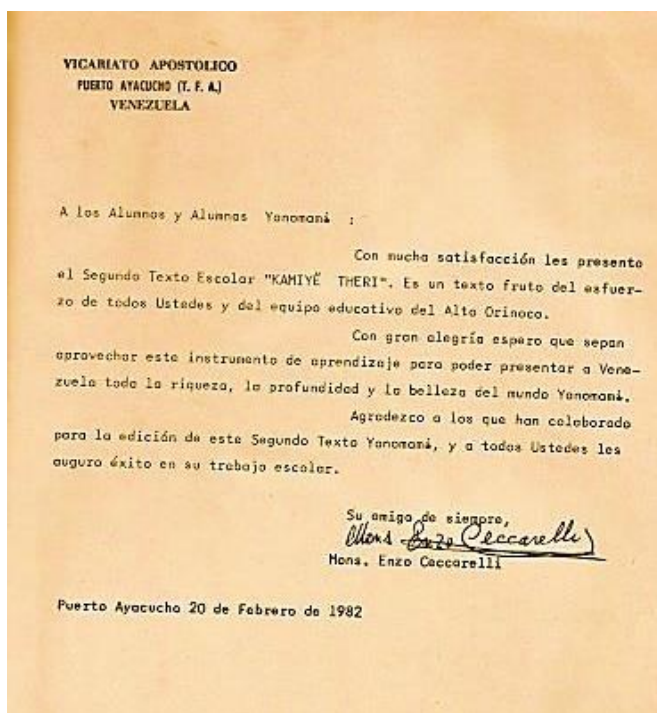 VICARIATO APOSTOLICO
PUERTO AYACUCHO (T. F. A.)
VENEZUELA
A los Alumnos y Alumnas Yanomamɨ :
Con mucha satisfacción les presento
el Segundo Texto Escolar "KAMIYË THERI". Es un texto fruto del esfuer-
zo de todos Ustedes y del equipo educativo del Alto Orinoco.
Con gran alegría espero que sepan
aprovechar este instrumento de aprendizaje para poder presentar a Vene-
zuela toda la riqueza, la profundidad y la belleza del mundo Yanomamɨ.
Agradezco a los que han colaborado
para la edición de este Segundo Texto Yanomamɨ, y a todos Ustedes les
auguro éxito en su trabajo escolar.
Su amigo de siempre,
Mons Enzo Ceccarelli
Mons. Enzo Ceccarelli
Puerto Ayacucho 20 de Febrero de 1982